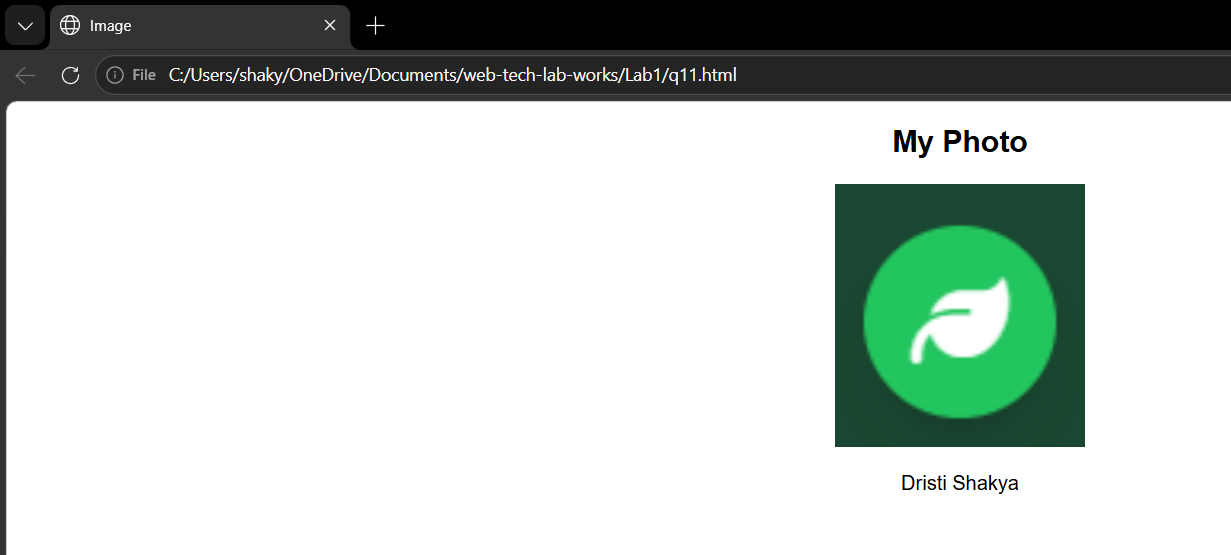 Image
File C:/Users/shaky/OneDrive/Documents/web-tech-lab-works/Lab1/q11.html
My Photo
Dristi Shakya